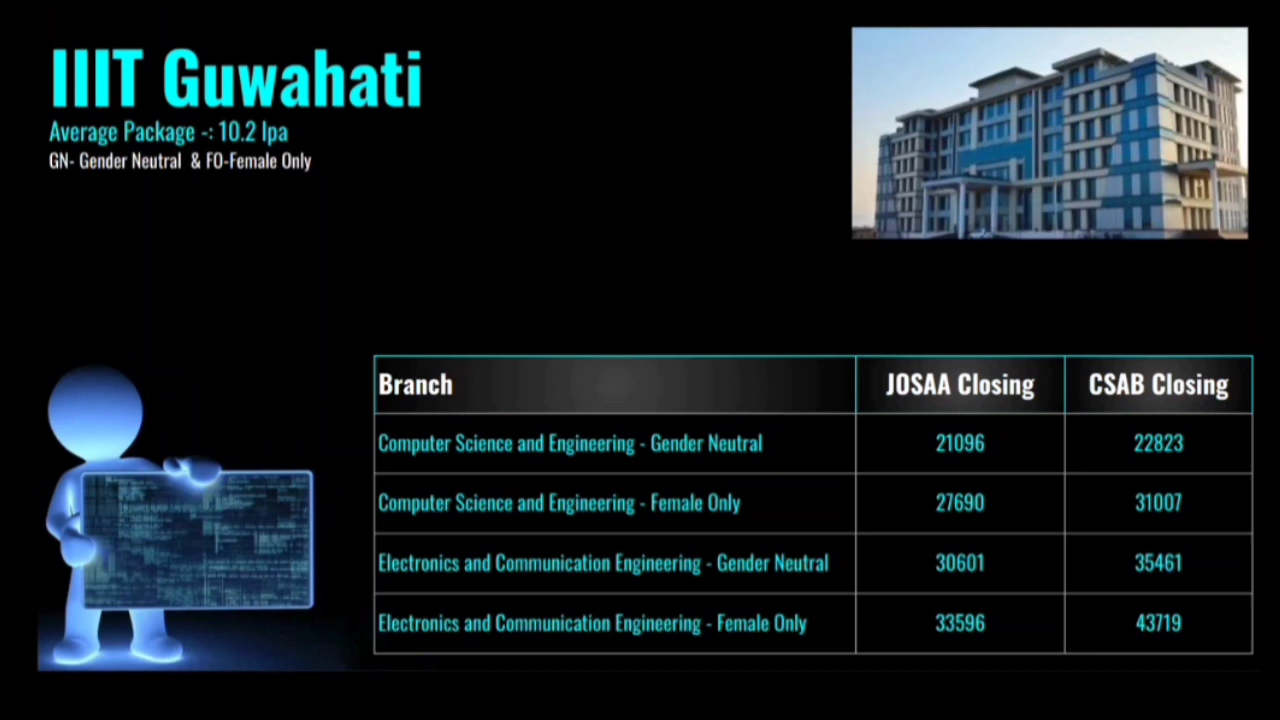 IIIT Guwahati
Average Package -: 10.2 lpa
GN- Gender Neutral & FO-Female Only
Branch JOSAA Closing CSAB Closing
Computer Science and Engineering - Gender Neutral 21096 22823
Computer Science and Engineering - Female Only 27690 31007
Electronics and Communication Engineering - Gender Neutral 30601 35461
Electronics and Communication Engineering - Female Only 33596 43719